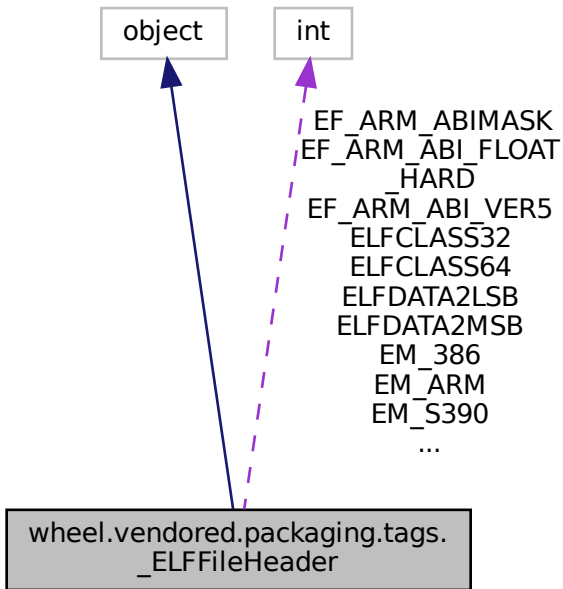 object
int
EF_ARM_ABIMASK
EF_ARM_ABI_FLOAT
_HARD
EF_ARM_ABI_VER5
ELFCLASS32
ELFCLASS64
ELFDATA2LSB
ELFDATA2MSB
EM_386
EM_ARM
EM_S390
...
wheel.vendored.packaging.tags.
_ELFFileHeader